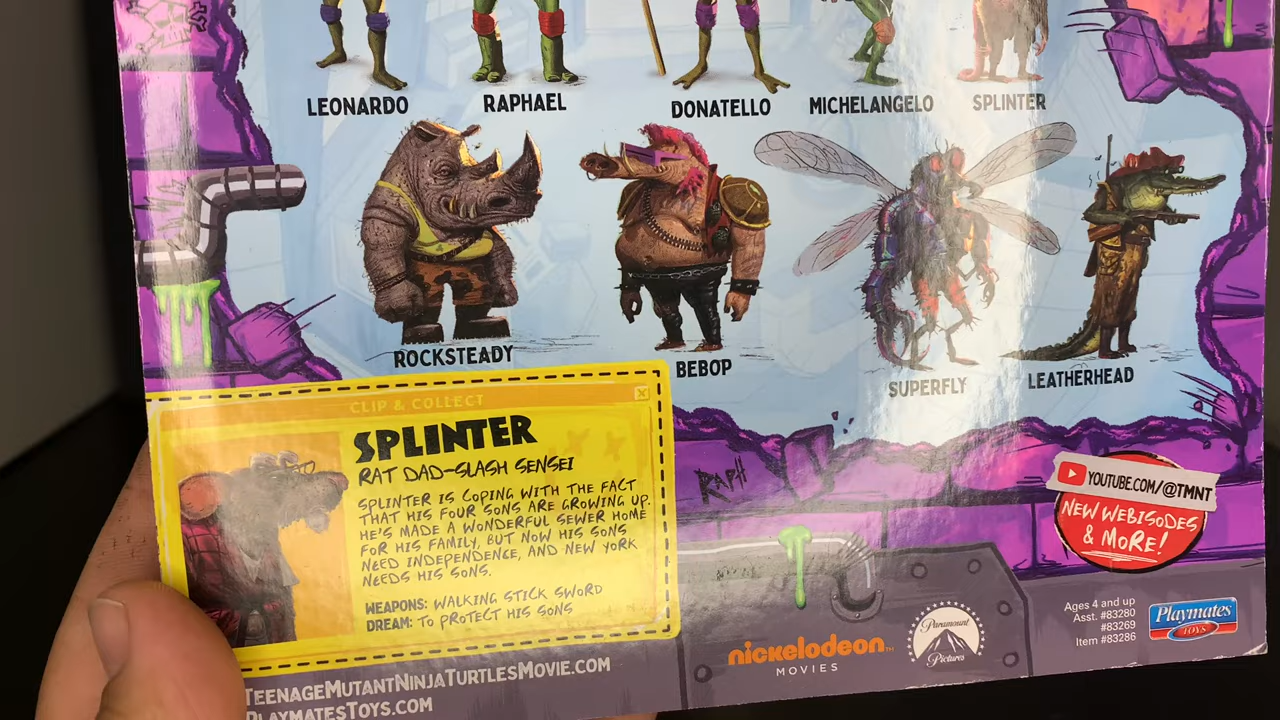 LEONARDO
RAPHAEL
DONATELLO
MICHELANGELO
SPLINTER
ROCKSTEADY
BEBOP
SUPERFLY
LEATHERHEAD
CLIP & COLLECT
SPLINTER
RAT DAD-SLASH SENSEI
SPLINTER IS COPING WITH THE FACT
THAT HIS FOUR SONS ARE GROWING UP.
HE'S MADE A WONDERFUL SEWER HOME
FOR HIS FAMILY, BUT NOW HIS SONS
NEED INDEPENDENCE, AND NEW YORK
NEEDS HIS SONS.
WEAPONS: WALKING STICK SWORD
DREAM: TO PROTECT HIS SONS
RAPH
YOUTUBE.COM/@TMNT
NEW WEBISODES
& MORE!
TEENAGEMUTANTNINJATURTLESMOVIE.COM
PLAYMATESTOYS.COM
nickelodeon™
MOVIES
Paramount
Pictures
Ages 4 and up
Asst. #83280
#83269
Item #83286
Playmates
TOYS